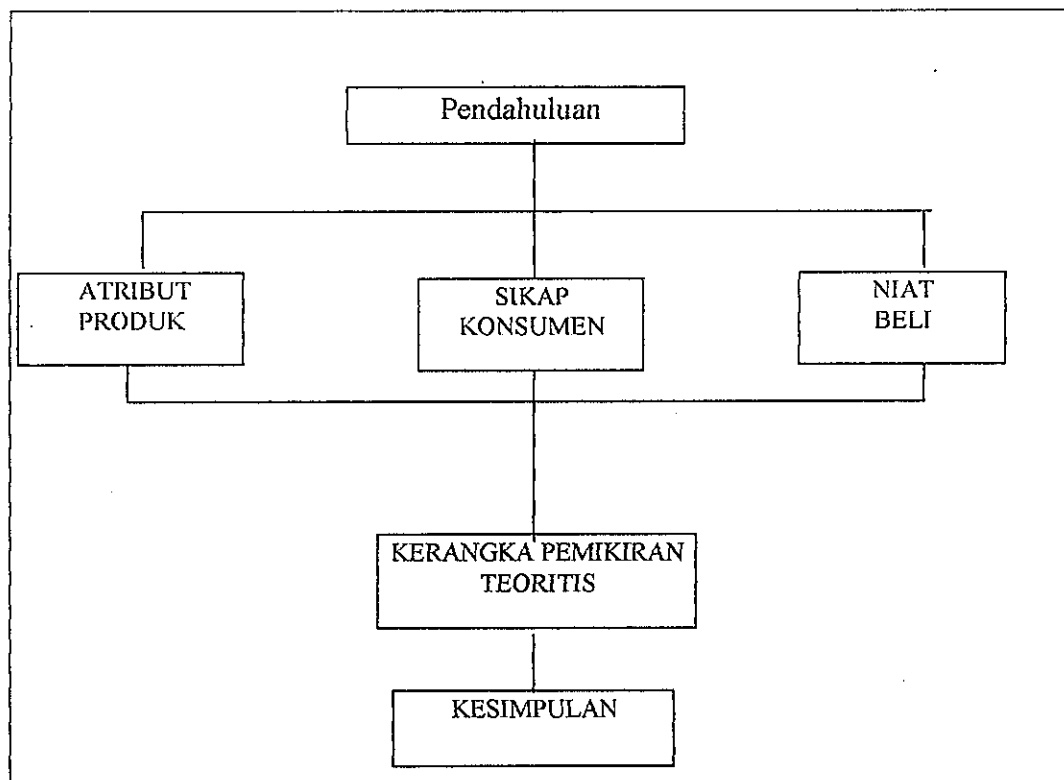 Pendahuluan
ATRIBUT
PRODUK
SIKAP
KONSUMEN
NIAT
BELI
KERANGKA PEMIKIRAN
TEORITIS
KESIMPULAN